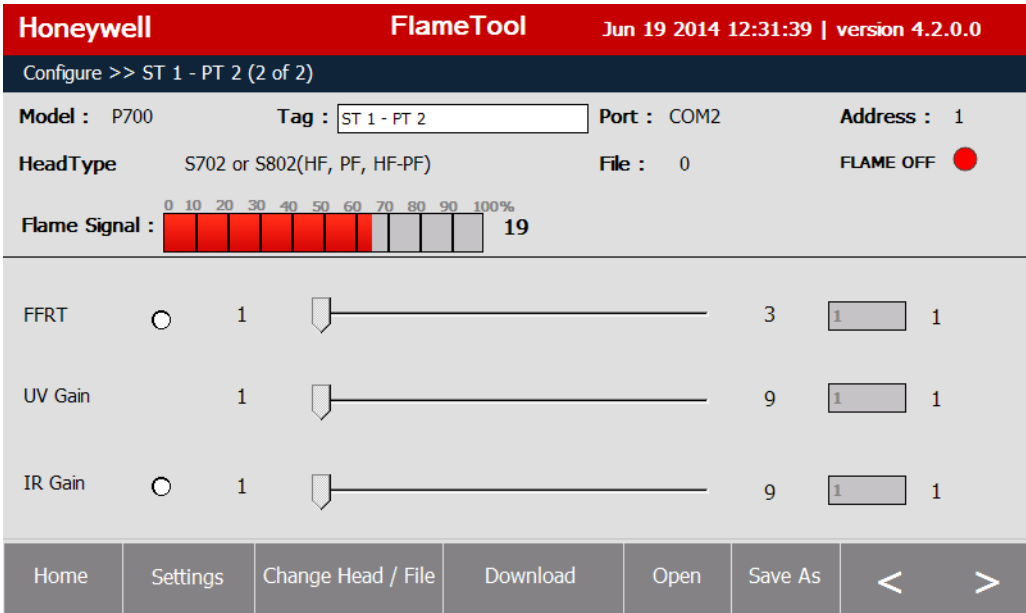 Honeywell FlameTool Jun 19 2014 12:31:39 | version 4.2.0.0
Configure >> ST 1 - PT 2 (2 of 2)
Model : P700 Tag : ST 1 - PT 2 Port : COM2 Address : 1
HeadType S702 or S802(HF, PF, HF-PF) File : 0 FLAME OFF
0 10 20 30 40 50 60 70 80 90 100%
Flame Signal : 19
FFRT 1 3 1 1
UV Gain 1 9 1 1
IR Gain 1 9 1 1
Home Settings Change Head / File Download Open Save As < >